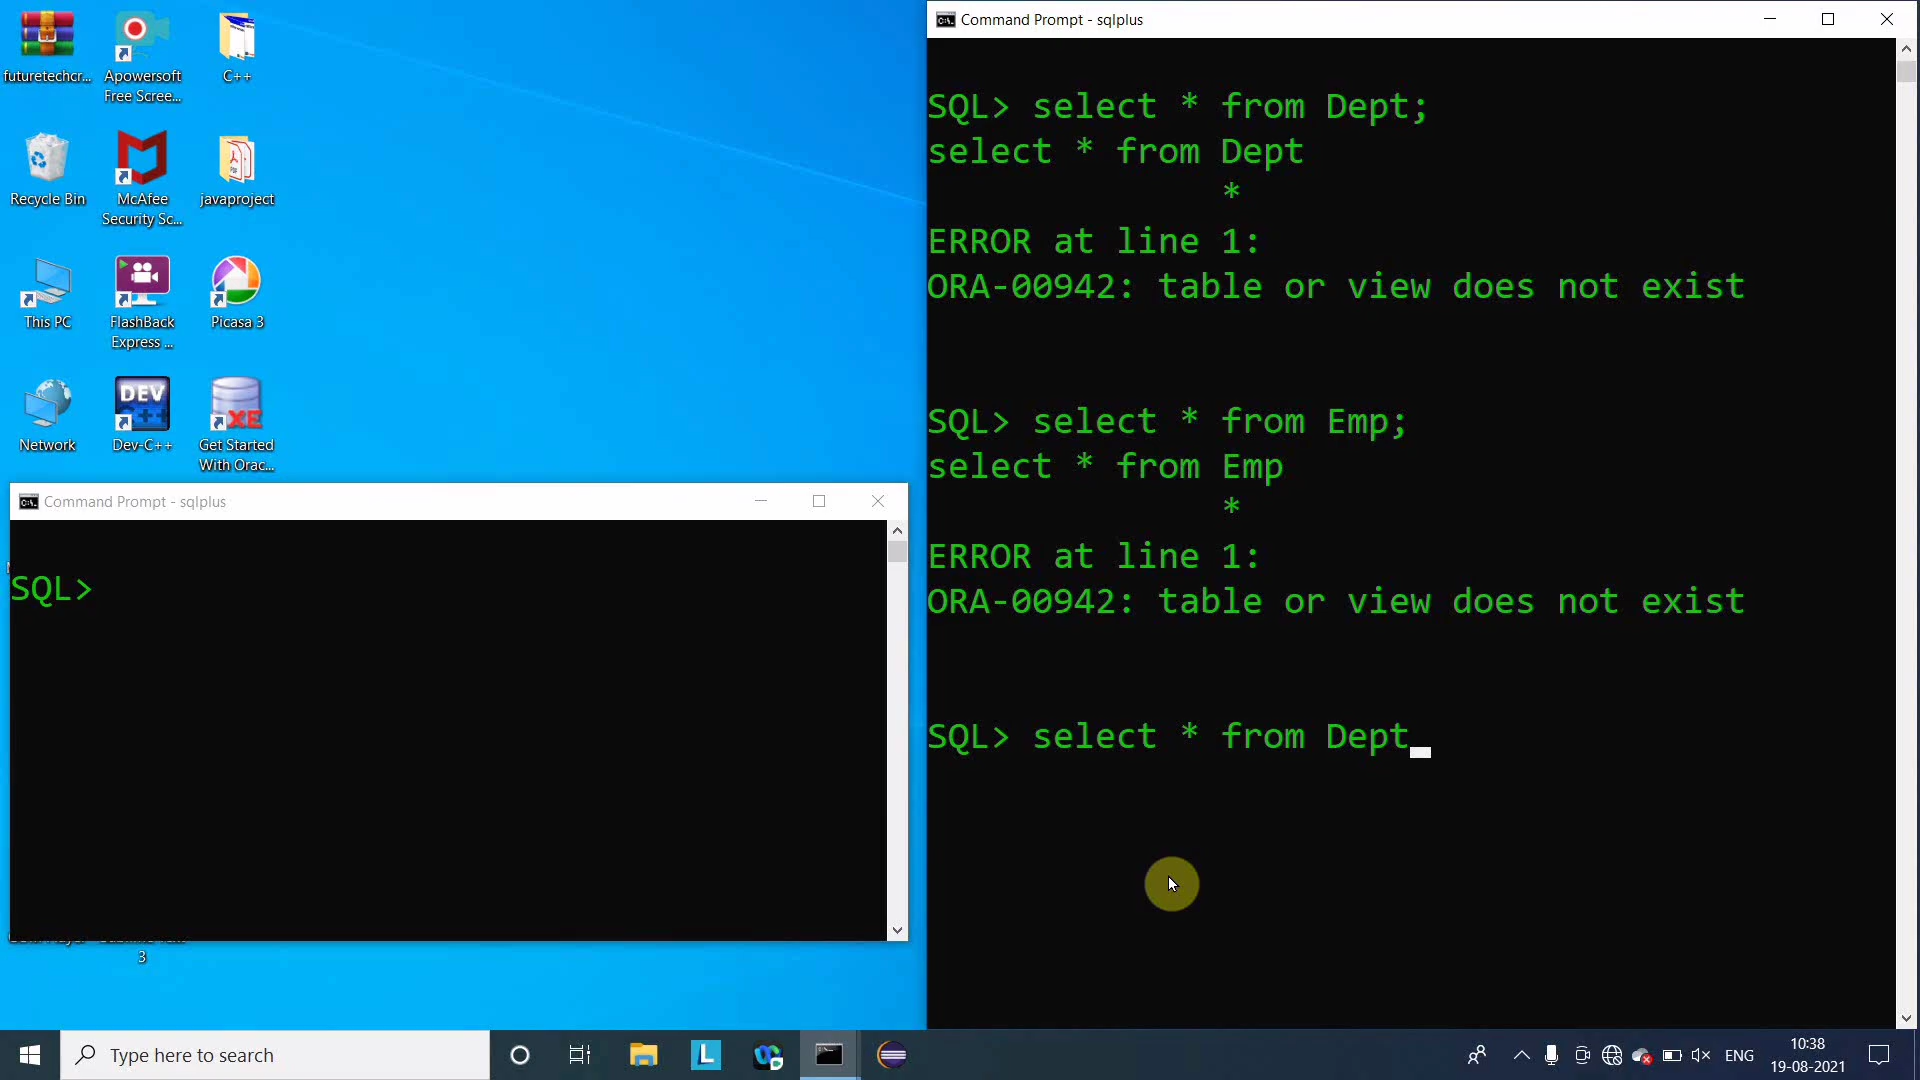 futuretechcr...
Apowersoft
Free Scree...
C++
Recycle Bin
McAfee
Security Sc...
javaproject
This PC
FlashBack
Express ...
Picasa 3
Network
DEV
C++
Dev-C++
XE
Get Started
With Orac...
Command Prompt - sqlplus
SQL>
3
Command Prompt - sqlplus
SQL> select * from Dept;
select * from Dept
*
ERROR at line 1:
ORA-00942: table or view does not exist
SQL> select * from Emp;
select * from Emp
*
ERROR at line 1:
ORA-00942: table or view does not exist
SQL> select * from Dept
Type here to search
L
ENG
10:38
19-08-2021